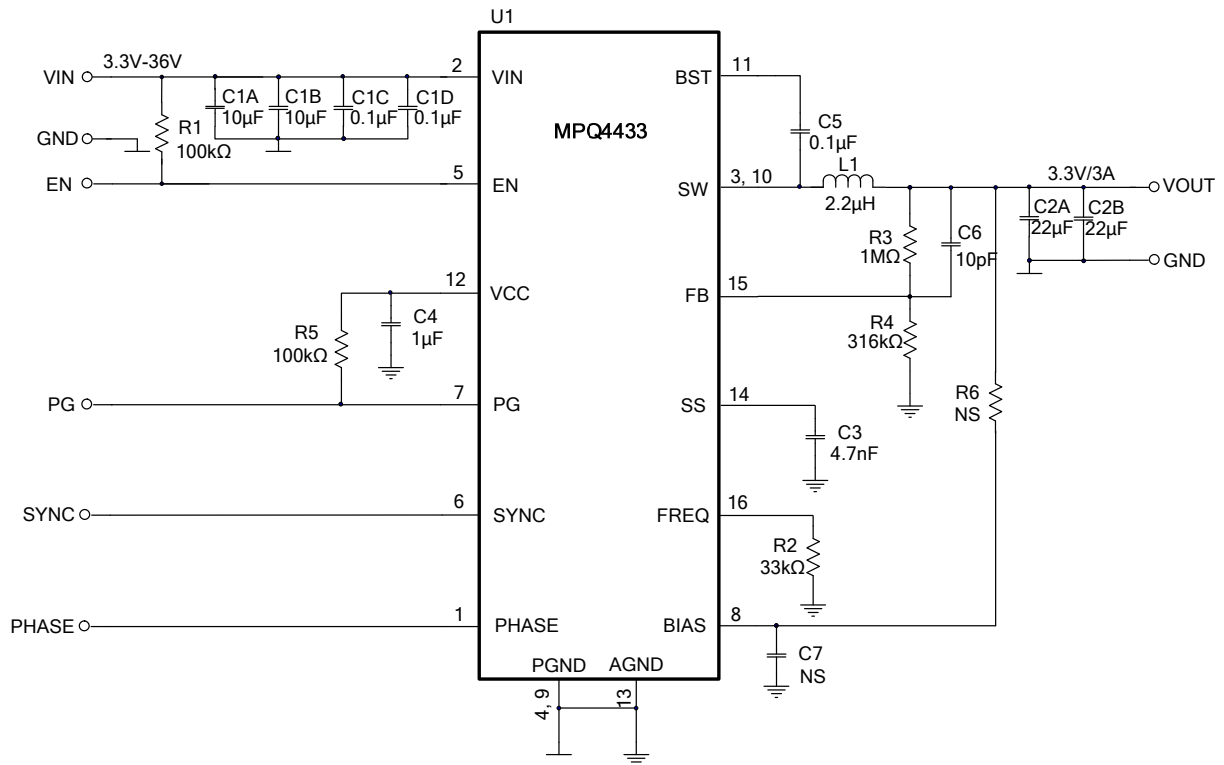 U1
MPQ4433
VIN
3.3V-36V
2
VIN
C1A
10µF
C1B
10µF
C1C
0.1µF
C1D
0.1µF
GND
R1
100kΩ
EN
5
EN
12
VCC
C4
1µF
R5
100kΩ
PG
7
PG
SYNC
6
SYNC
PHASE
1
PHASE
PGND
4, 9
AGND
13
BST
11
C5
0.1µF
SW
3, 10
L1
2.2µH
3.3V/3A
VOUT
C2A
22µF
C2B
22µF
GND
R3
1MΩ
C6
10pF
FB
15
R4
316kΩ
SS
14
C3
4.7nF
R6
NS
FREQ
16
R2
33kΩ
BIAS
8
C7
NS